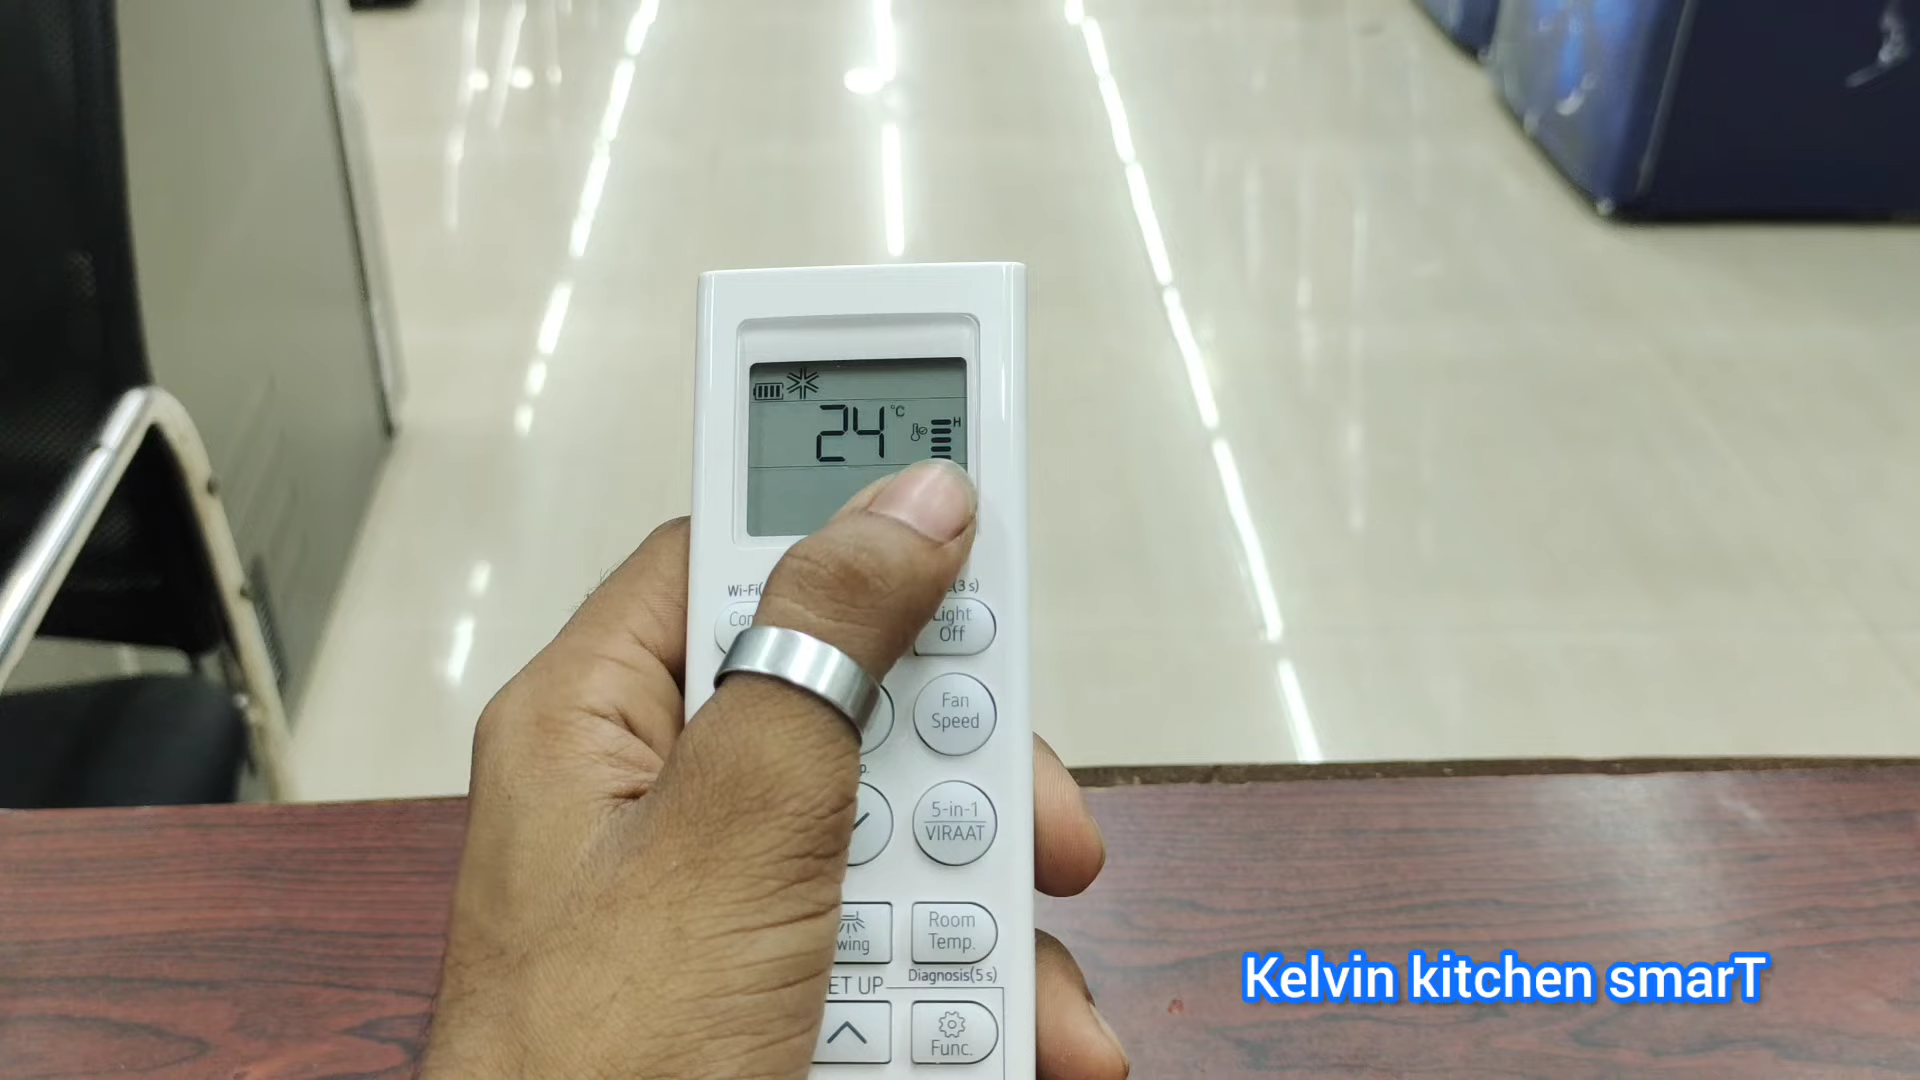 24 °C
H
Wi-Fi(
(3 s)
Light
Off
Fan
Speed
5-in-1
VIRAAT
Room
Temp.
Diagnosis(5 s)
Func.
Kelvin kitchen smarT